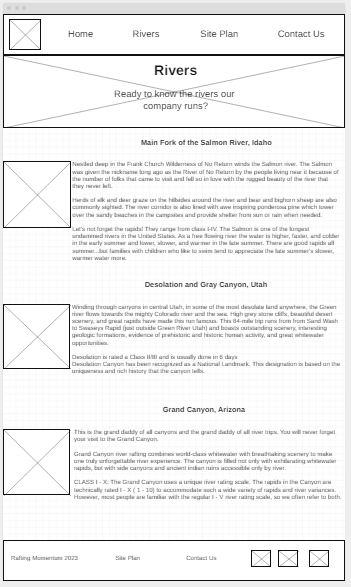 Home Rivers Site Plan Contact Us
Rivers
Ready to know the rivers our
company runs?
Main Fork of the Salmon River, Idaho
Nestled deep in the Frank Church Wilderness of No Return winds the Salmon river. The Salmon
was given the nickname long ago as the River of No Return by the people living near it because of
the number of folks that came to visit and fell so in love with the rugged beauty of the river that
they never left.
Herds of elk and deer graze on the hillsides around the river and bear and bighorn sheep are also
commonly sighted. The river corridor is also lined with awe inspiring ponderosa pine which tower
over the sandy beaches in the campsites and provide shelter from sun or rain when needed.
Let's not forget the rapids! They range from class I-IV. The Salmon is one of the longest
undammed rivers in the United States. As a free flowing river the water is higher, faster, and colder
in the early summer and lower, slower, and warmer in the late summer. There are good rapids all
summer...but families with children who like to swim tend to appreciate the later summer's slower,
warmer water more.
Desolation and Gray Canyon, Utah
Winding through canyons in central Utah, in some of the most desolate land anywhere, the Green
river flows towards the mighty Colorado river and the sea. High grey stone cliffs, beautiful desert
scenery, and great rapids have made this run famous. This 84-mile trip runs from from Sand Wash
to Swaseys Rapid (just outside Green River Utah) and boasts outstanding scenery, interesting
geologic formations, evidence of prehistoric and historic human activity, and great whitewater
opportunities.
Desolation is rated a Class II/III and is usually done in 6 days
Desolation Canyon has been recognized as a National Landmark. This designation is based on the
uniqueness and rich history that the canyon tells.
Grand Canyon, Arizona
This is the grand daddy of all canyons and the grand daddy of all river trips. You will never forget
your visit to the Grand Canyon.
Grand Canyon river rafting combines world-class whitewater with breathtaking scenery to make
one truly unforgettable river experience. The canyon is filled not only with exhilerating whitewater
rapids, but with side canyons and ancient indian ruins accessible only by river.
CLASS I - X: The Grand Canyon uses a unique river rating scale. The rapids in the Canyon are
technically rated I - X ( 1 - 10) to accommodate such a wide variety of rapids and river variances.
However, most people are familiar with the regular I - V river rating scale, so we often refer to both.
Rafting Momentum 2023 Site Plan Contact Us